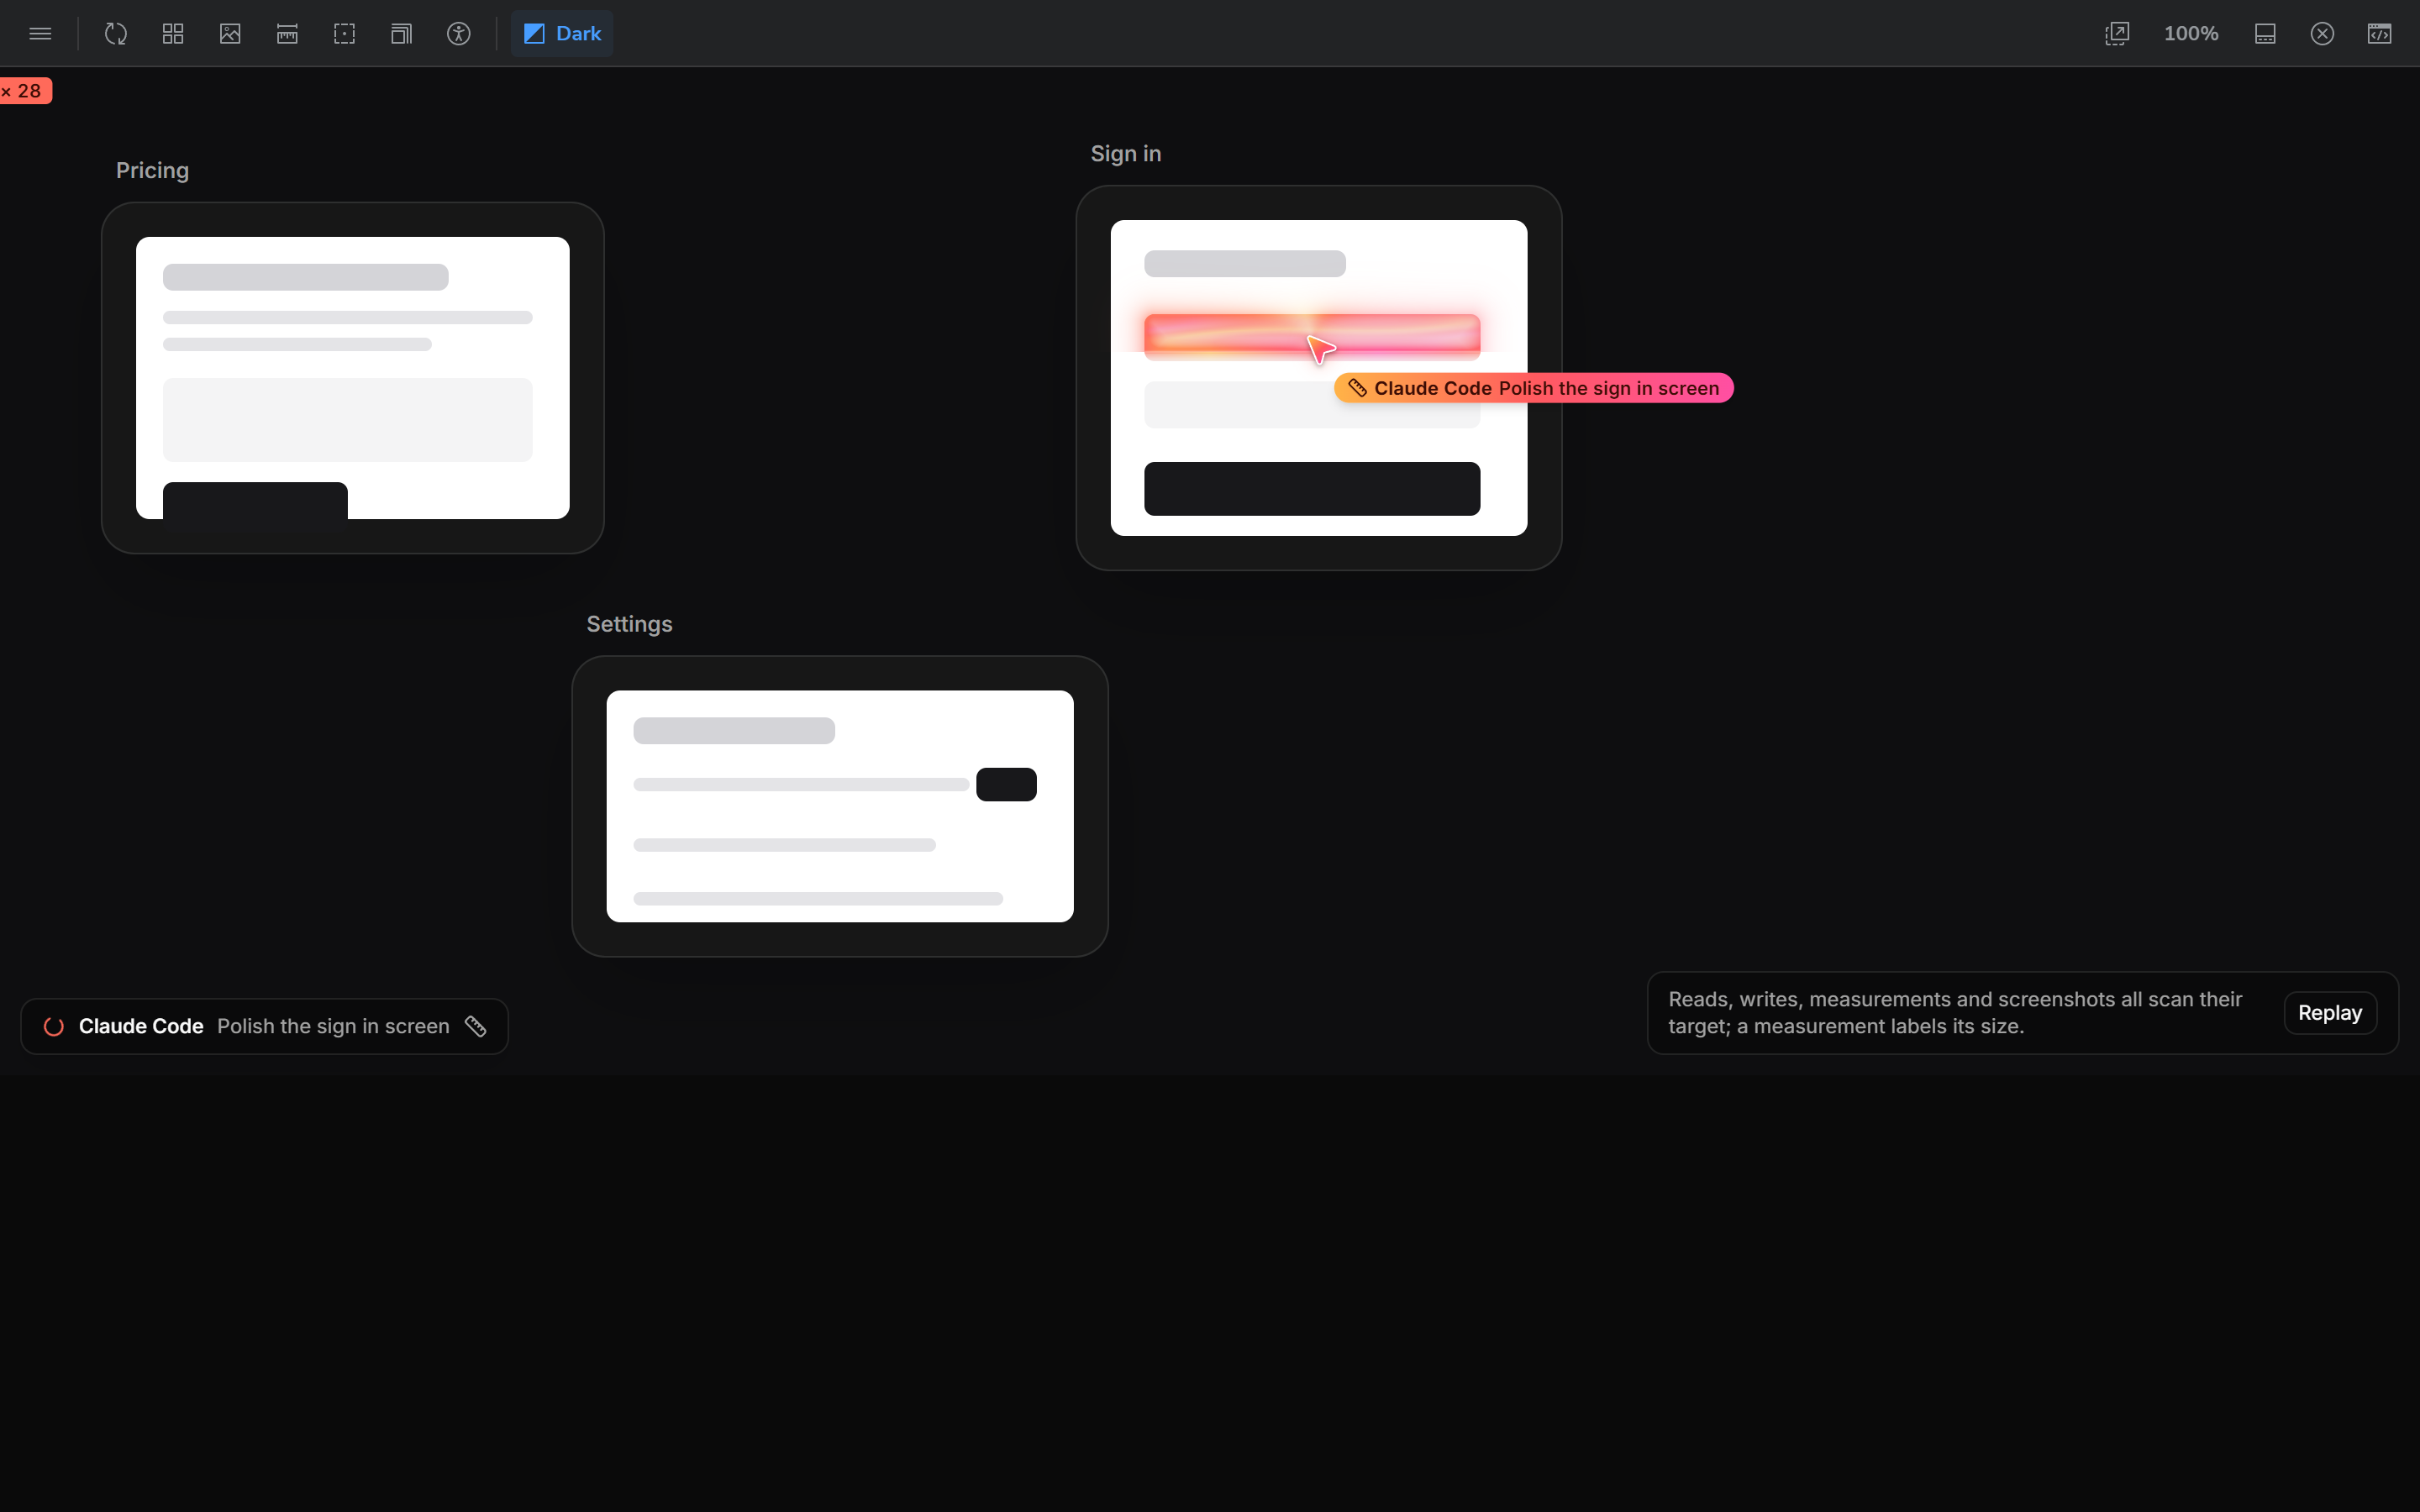 Dark
100%
× 28
Pricing
Sign in
Claude Code Polish the sign in screen
Settings
Claude Code Polish the sign in screen
Reads, writes, measurements and screenshots all scan their
target; a measurement labels its size.
Replay